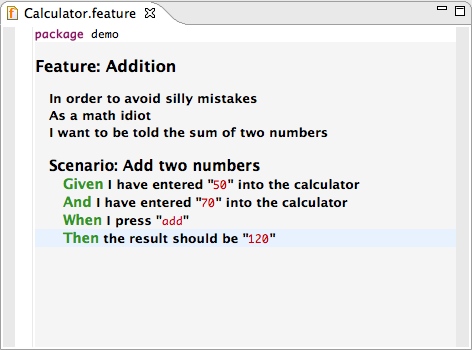 Calculator.feature
package demo
Feature: Addition
In order to avoid silly mistakes
As a math idiot
I want to be told the sum of two numbers
Scenario: Add two numbers
Given I have entered "50" into the calculator
And I have entered "70" into the calculator
When I press "add"
Then the result should be "120"